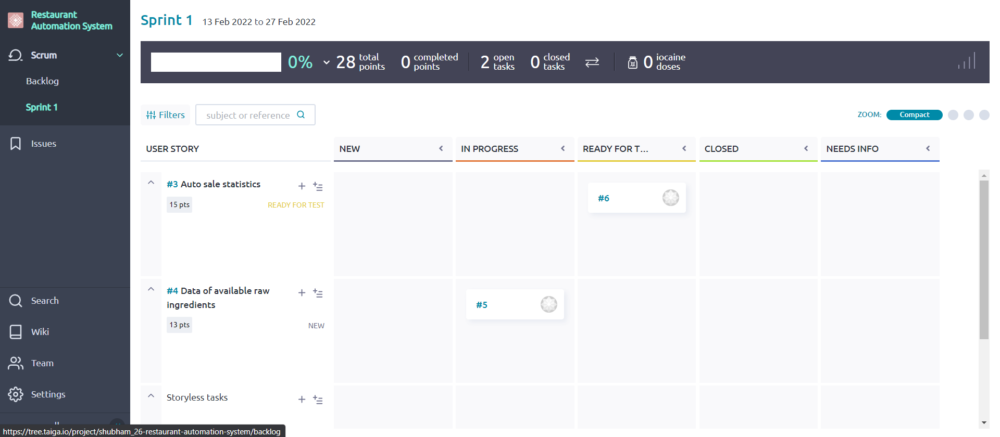 Restaurant
Automation System
Scrum
Backlog
Sprint 1
Issues
Search
Wiki
Team
Settings
https://tree.taiga.io/project/shubham_26-restaurant-automation-system/backlog
Sprint 1 13 Feb 2022 to 27 Feb 2022
0% 28 total points 0 completed points 2 open tasks 0 closed tasks 0 iocaine doses
Filters subject or reference ZOOM: Compact
USER STORY NEW IN PROGRESS READY FOR T... CLOSED NEEDS INFO
#3 Auto sale statistics
15 pts READY FOR TEST
#6
#4 Data of available raw
ingredients
13 pts NEW
#5
Storyless tasks